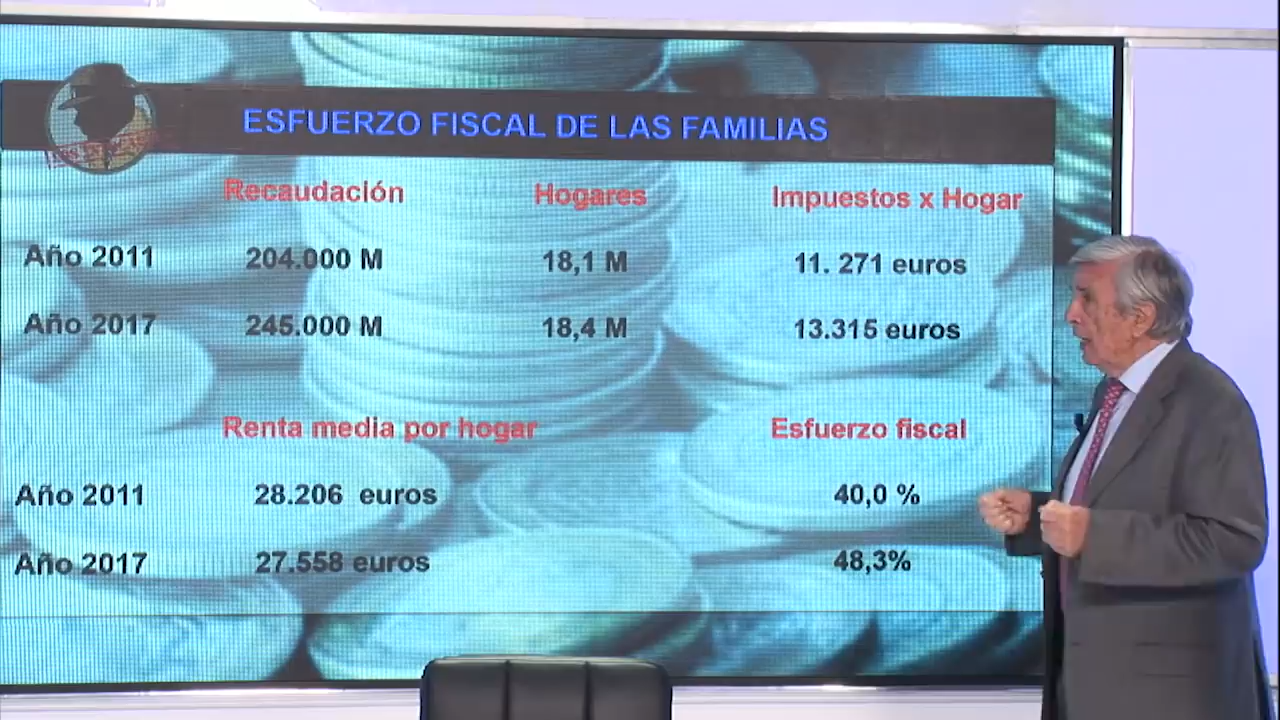 ESFUERZO FISCAL DE LAS FAMILIAS
Recaudación Hogares Impuestos x Hogar
Año 2011 204.000 M 18,1 M 11. 271 euros
Año 2017 245.000 M 18,4 M 13.315 euros
Renta media por hogar Esfuerzo fiscal
Año 2011 28.206 euros 40,0 %
Año 2017 27.558 euros 48,3%